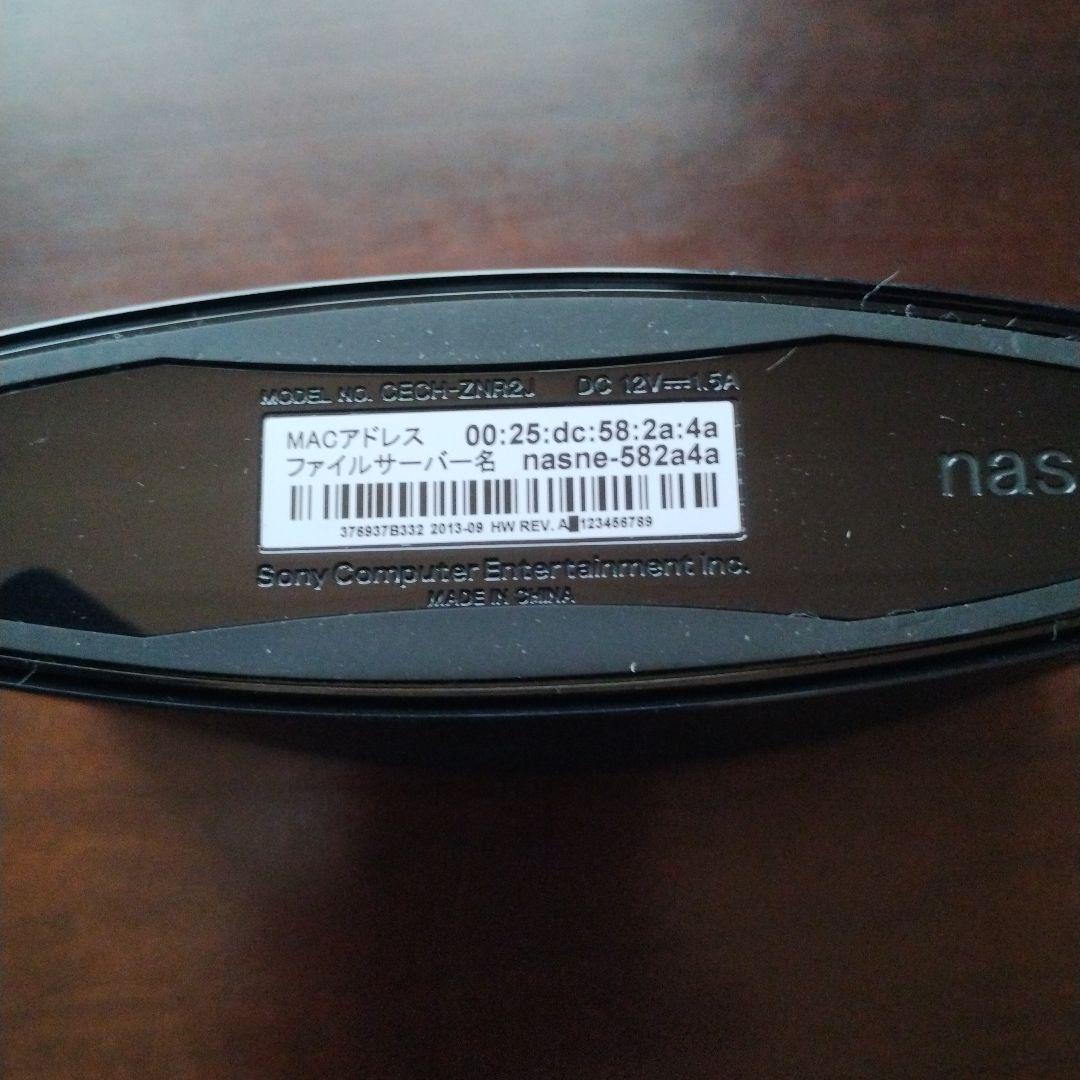 MODEL NO. CECH-ZNR2J DC 12V⎓1.5A
MACアドレス 00:25:dc:58:2a:4a
ファイルサーバー名 nasne-582a4a
376937B332 2013-09 HW REV. A█123456789
nas
Sony Computer Entertainment Inc.
MADE IN CHINA